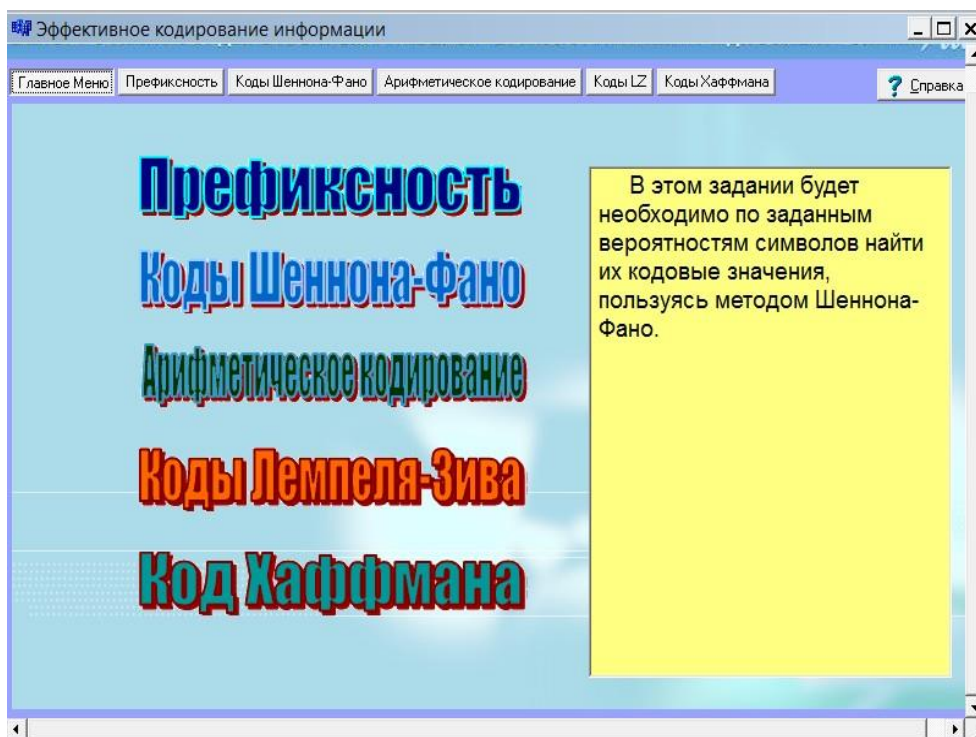 Эффективное кодирование информации
Главное Меню Префиксность Коды Шеннона-Фано Арифметическое кодирование Коды LZ Коды Хаффмана Справка
Префиксность
Коды Шеннона-Фано
Арифметическое кодирование
Коды Лемпеля-Зива
Код Хаффмана
В этом задании будет
необходимо по заданным
вероятностям символов найти
их кодовые значения,
пользуясь методом Шеннона-
Фано.